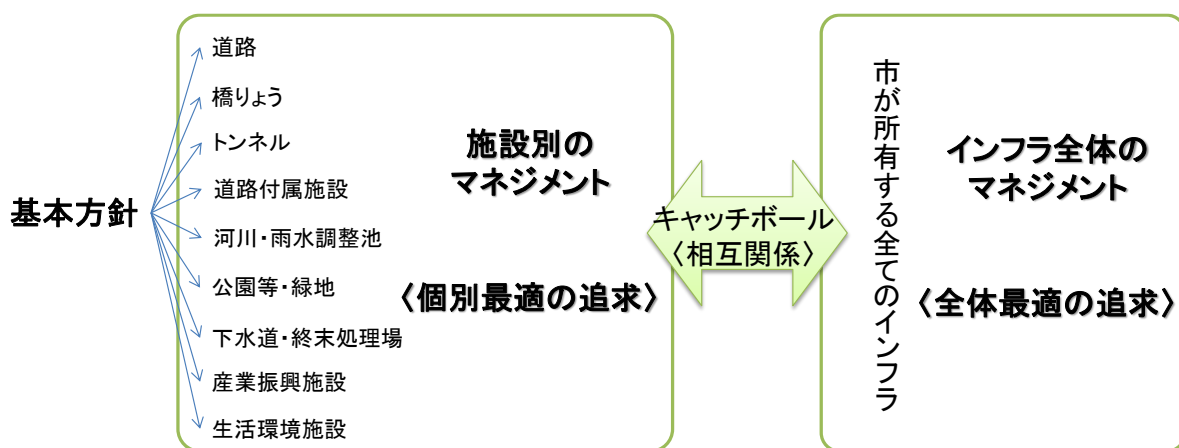 基本方針
道路
橋りょう
トンネル
道路付属施設
河川・雨水調整池
公園等・緑地
下水道・終末処理場
産業振興施設
生活環境施設
施設別の
マネジメント
〈個別最適の追求〉
キャッチボール
〈相互関係〉
市が所有する全てのインフラ
インフラ全体の
マネジメント
〈全体最適の追求〉